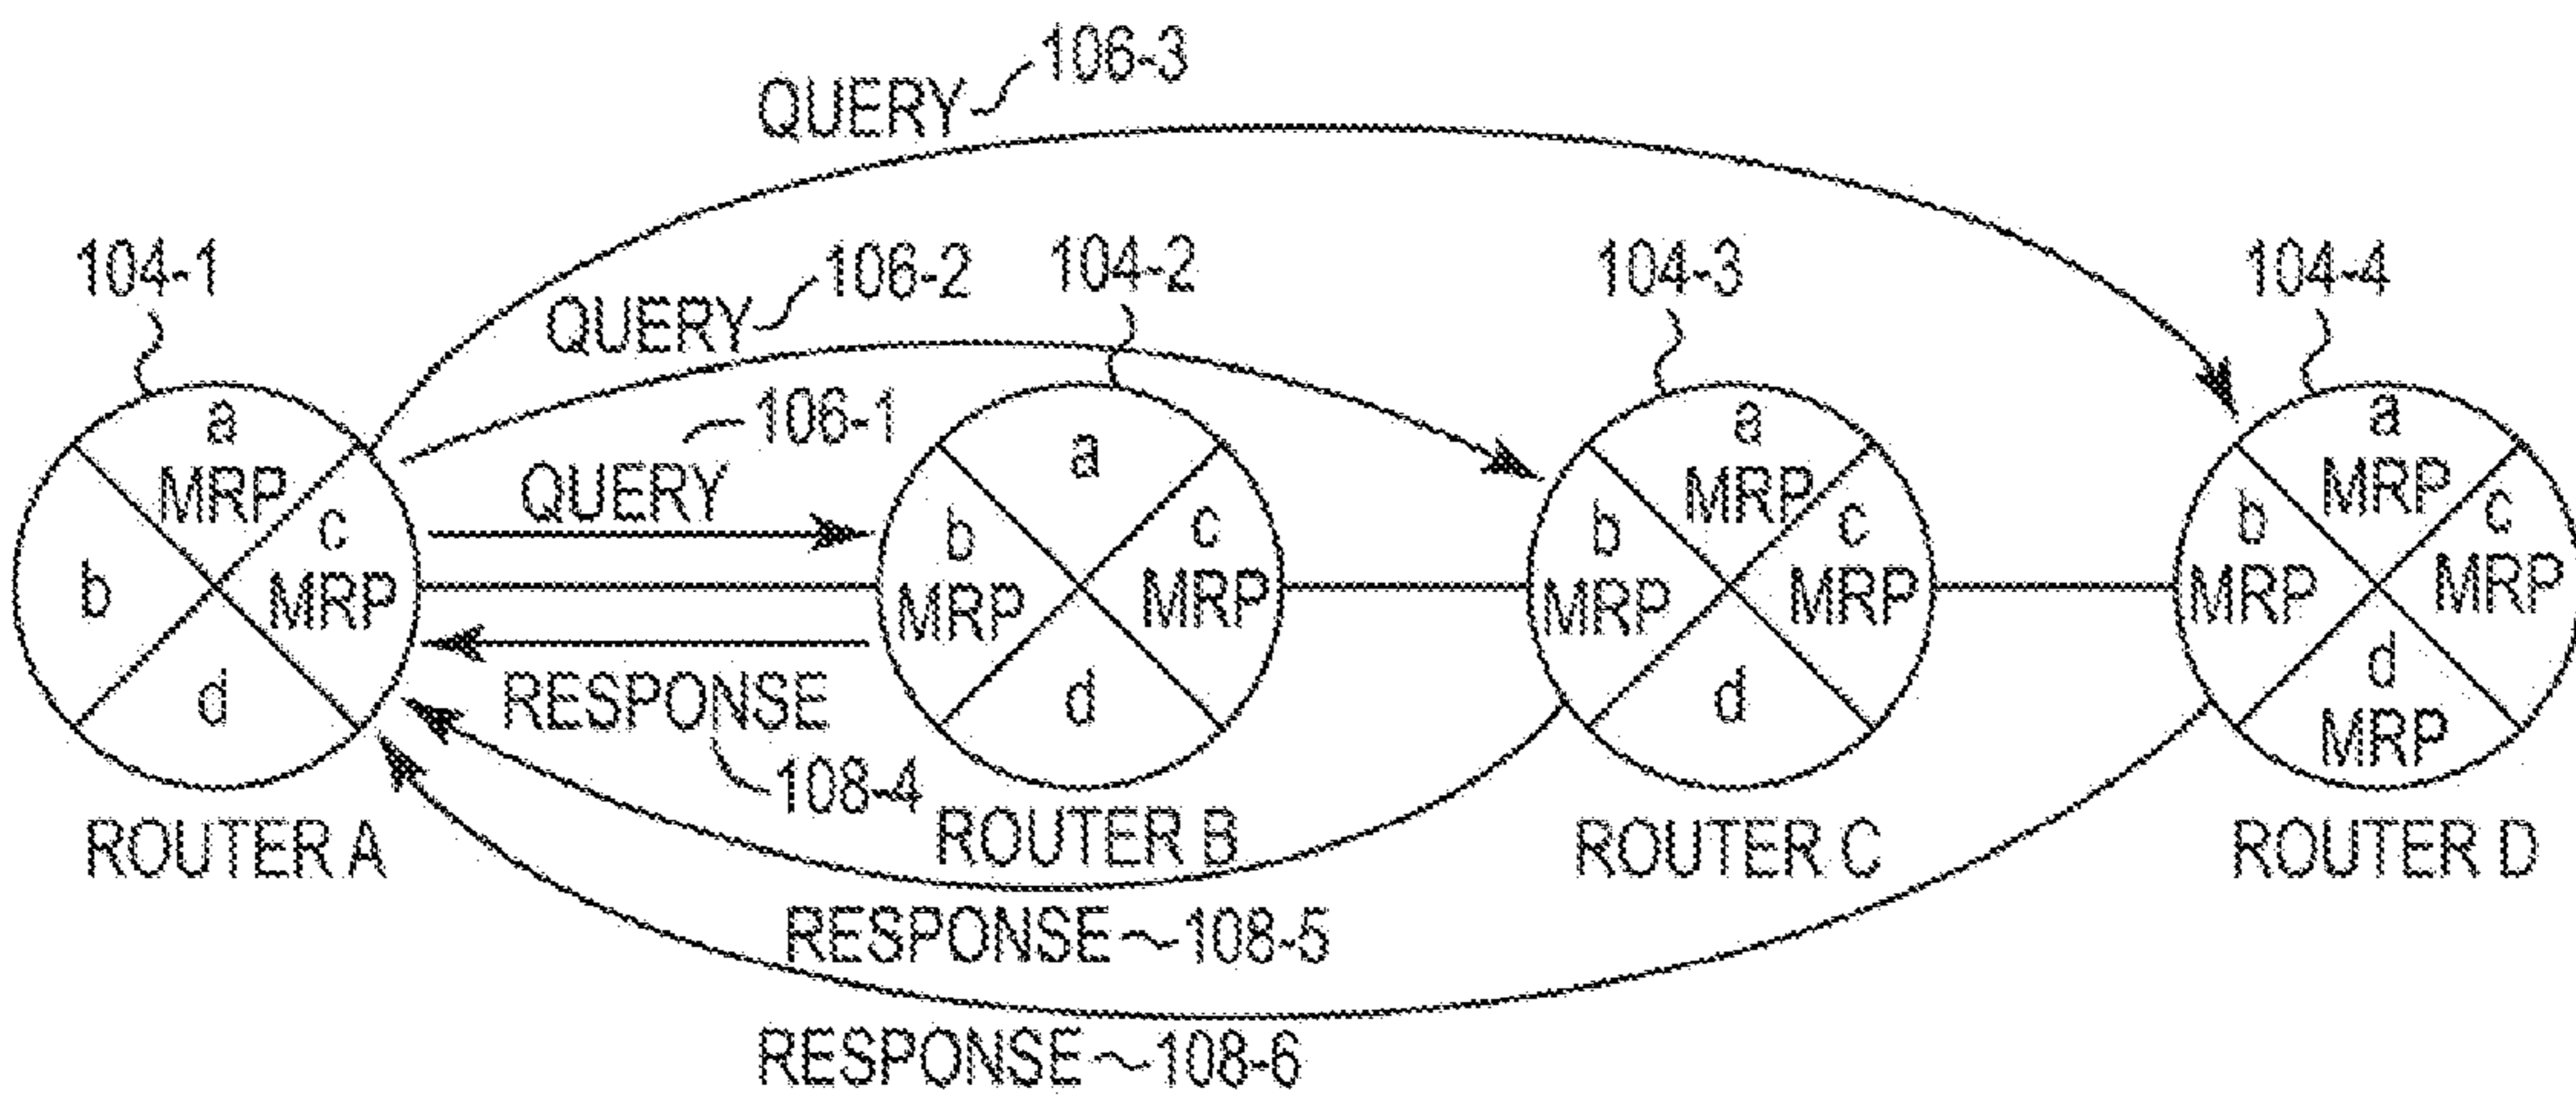 106-3
QUERY
104-1
106-2
104-2
104-3
104-4
QUERY
106-1
QUERY
a
MRP
b
c
MRP
d
a
b
MRP
c
MRP
d
a
MRP
b
MRP
c
MRP
d
a
MRP
b
MRP
c
MRP
d
MRP
RESPONSE
108-4
ROUTER A
ROUTER B
ROUTER C
ROUTER D
RESPONSE 108-5
RESPONSE 108-6